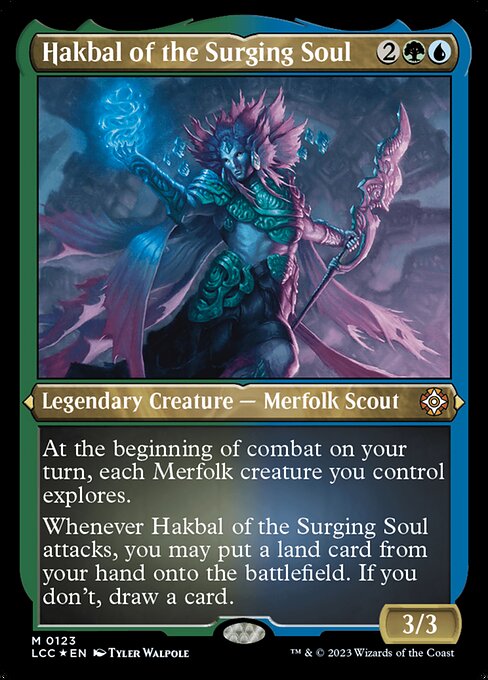 Hakbal of the Surging Soul 2
Legendary Creature — Merfolk Scout
At the beginning of combat on your
turn, each Merfolk creature you control
explores.
Whenever Hakbal of the Surging Soul
attacks, you may put a land card from
your hand onto the battlefield. If you
don't, draw a card.
3/3
M 0123
LCC ★ EN Tyler Walpole
™ & © 2023 Wizards of the Coast